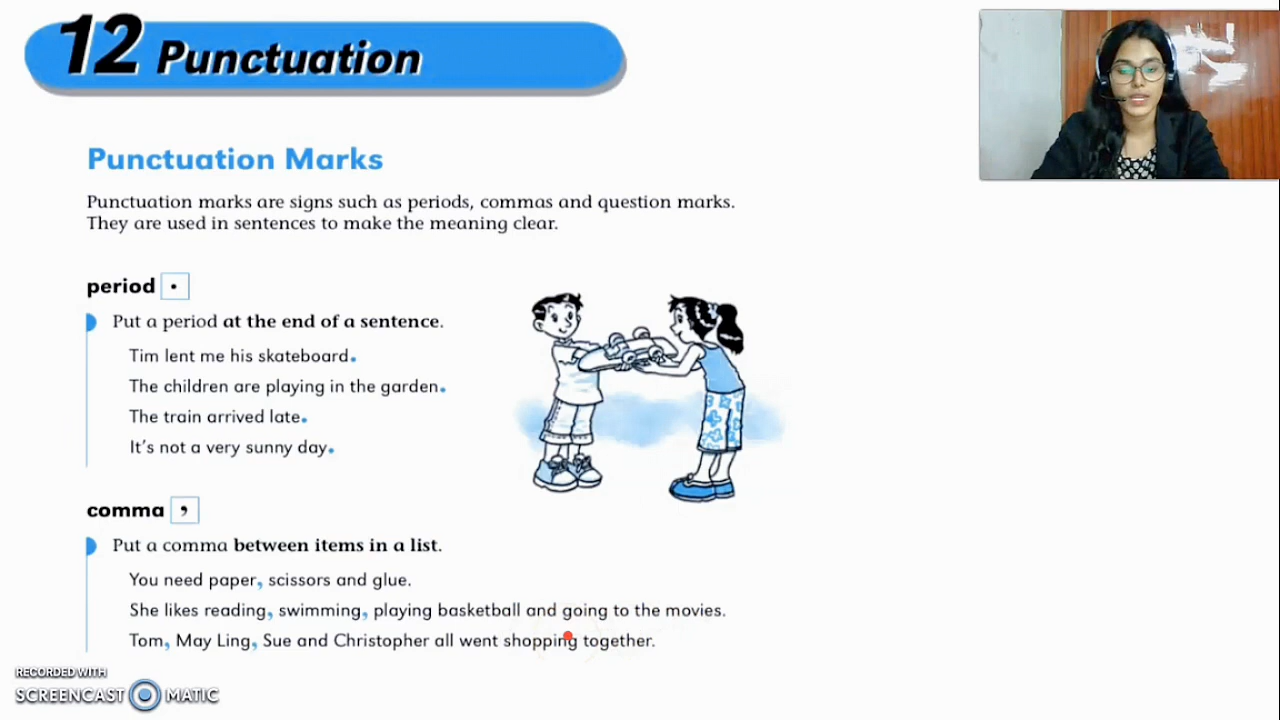 12 Punctuation
Punctuation Marks
Punctuation marks are signs such as periods, commas and question marks.
They are used in sentences to make the meaning clear.
period .
Put a period at the end of a sentence.
Tim lent me his skateboard.
The children are playing in the garden.
The train arrived late.
It's not a very sunny day.
comma ,
Put a comma between items in a list.
You need paper, scissors and glue.
She likes reading, swimming, playing basketball and going to the movies.
Tom, May Ling, Sue and Christopher all went shopping together.
RECORDED WITH
SCREENCAST MATIC